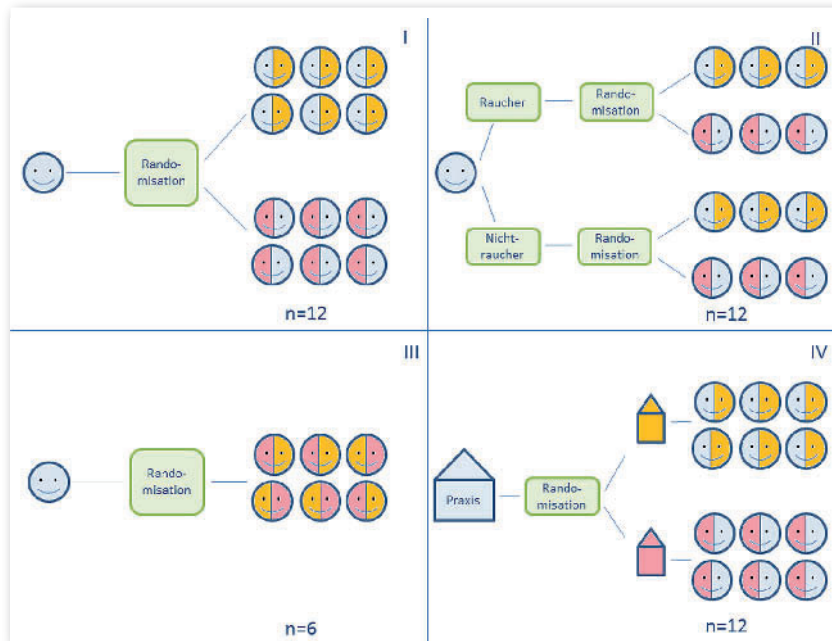 I
Rando-
misation
n=12
II
Raucher
Rando-
misation
Nicht-
raucher
Rando-
misation
n=12
III
Rando-
misation
n=6
IV
Praxis
Rando-
misation
n=12